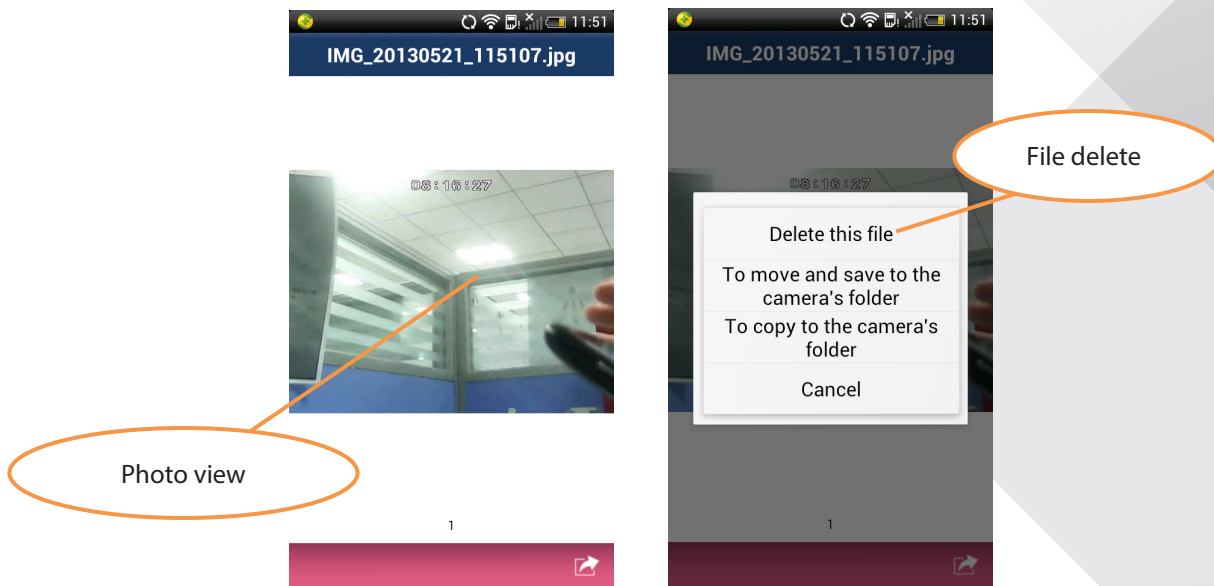 11:51
IMG_20130521_115107.jpg
08:16:27
Photo view
1
11:51
IMG_20130521_115107.jpg
08:16:27
File delete
Delete this file
To move and save to the
camera's folder
To copy to the camera's
folder
Cancel
1